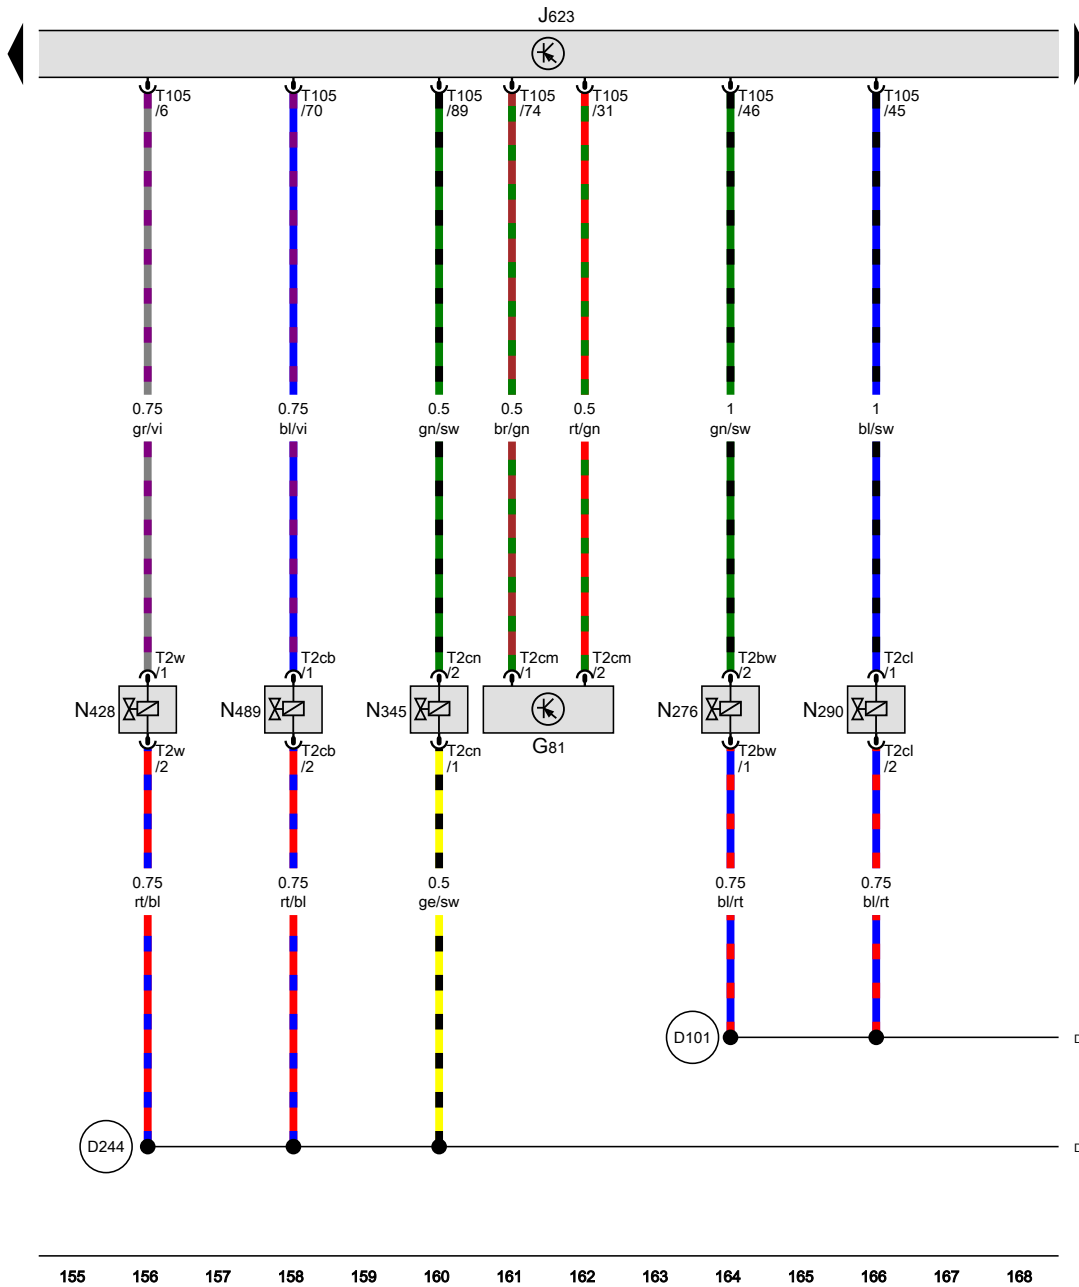 J623
T105 T105 T105 T105 T105 T105 T105
/6 /70 /89 /74 /31 /46 /45
0.75 0.75 0.5 0.5 0.5 1 1
gr/vi bl/vi gn/sw br/gn rt/gn gn/sw bl/sw
T2w T2cb T2cn T2cm T2cm T2bw T2cl
/1 /1 /2 /1 /2 /2 /1
N428 N489 N345 N276 N290
G81
T2w T2cb T2cn T2bw T2cl
/2 /2 /1 /1 /2
0.75 0.75 0.5 0.75 0.75
rt/bl rt/bl ge/sw bl/rt bl/rt
D101
D244
155 156 157 158 159 160 161 162 163 164 165 166 167 168